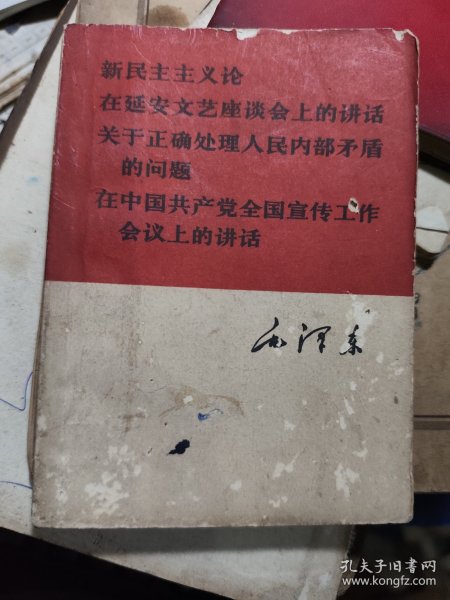 新民主主义论
在延安文艺座谈会上的讲话
关于正确处理人民内部矛盾
的问题
在中国共产党全国宣传工作
会议上的讲话
毛泽东
孔夫子旧书网
www.kongfz.com